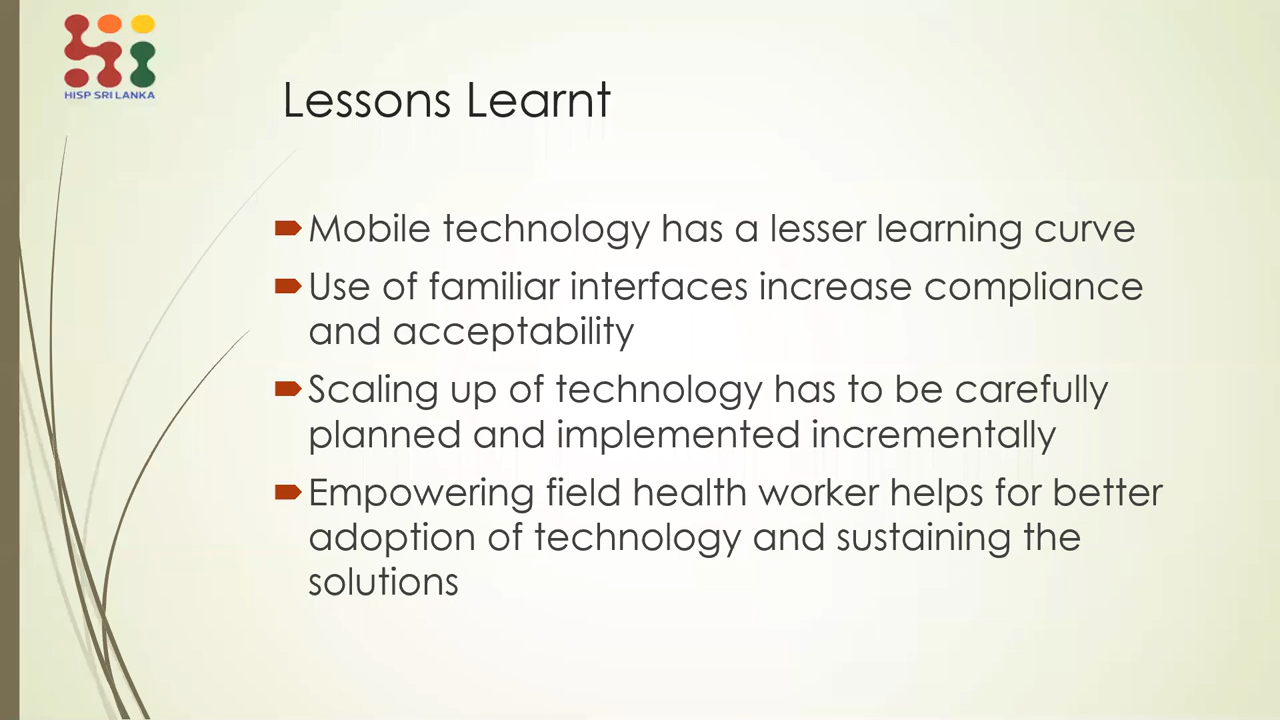 HISP SRI LANKA
Lessons Learnt
Mobile technology has a lesser learning curve
Use of familiar interfaces increase compliance
and acceptability
Scaling up of technology has to be carefully
planned and implemented incrementally
Empowering field health worker helps for better
adoption of technology and sustaining the
solutions